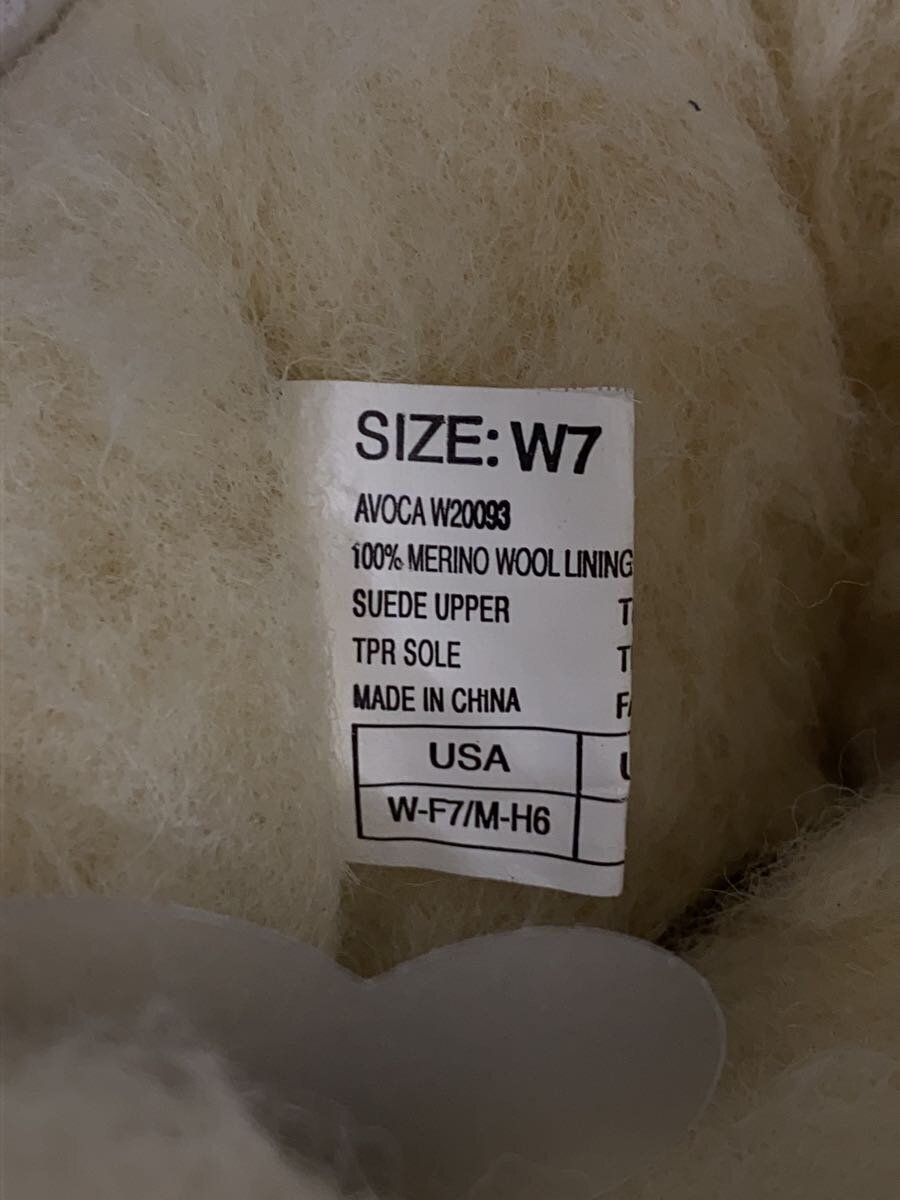 SIZE: W7
AVOCA W20093
100% MERINO WOOL LINING
SUEDE UPPER
TPR SOLE
MADE IN CHINA
USA
W-F7/M-H6